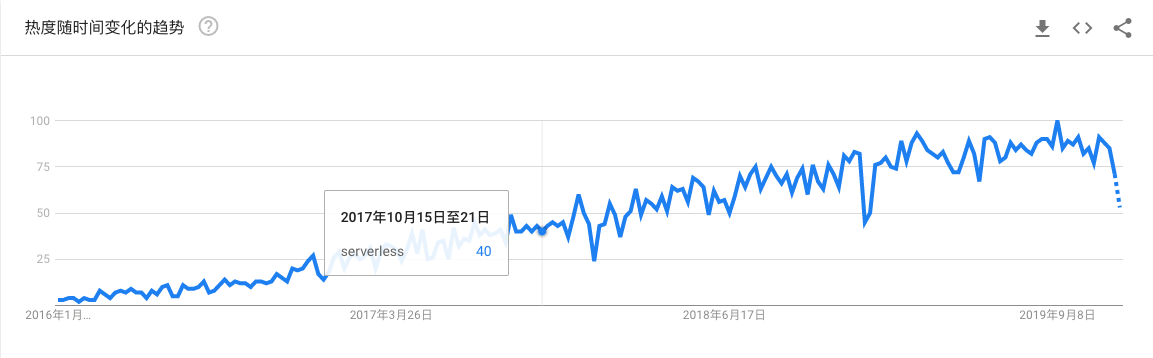 热度随时间变化的趋势
100
75
50
25
2017年10月15日至21日
serverless 40
2016年1月… 2017年3月26日 2018年6月17日 2019年9月8日